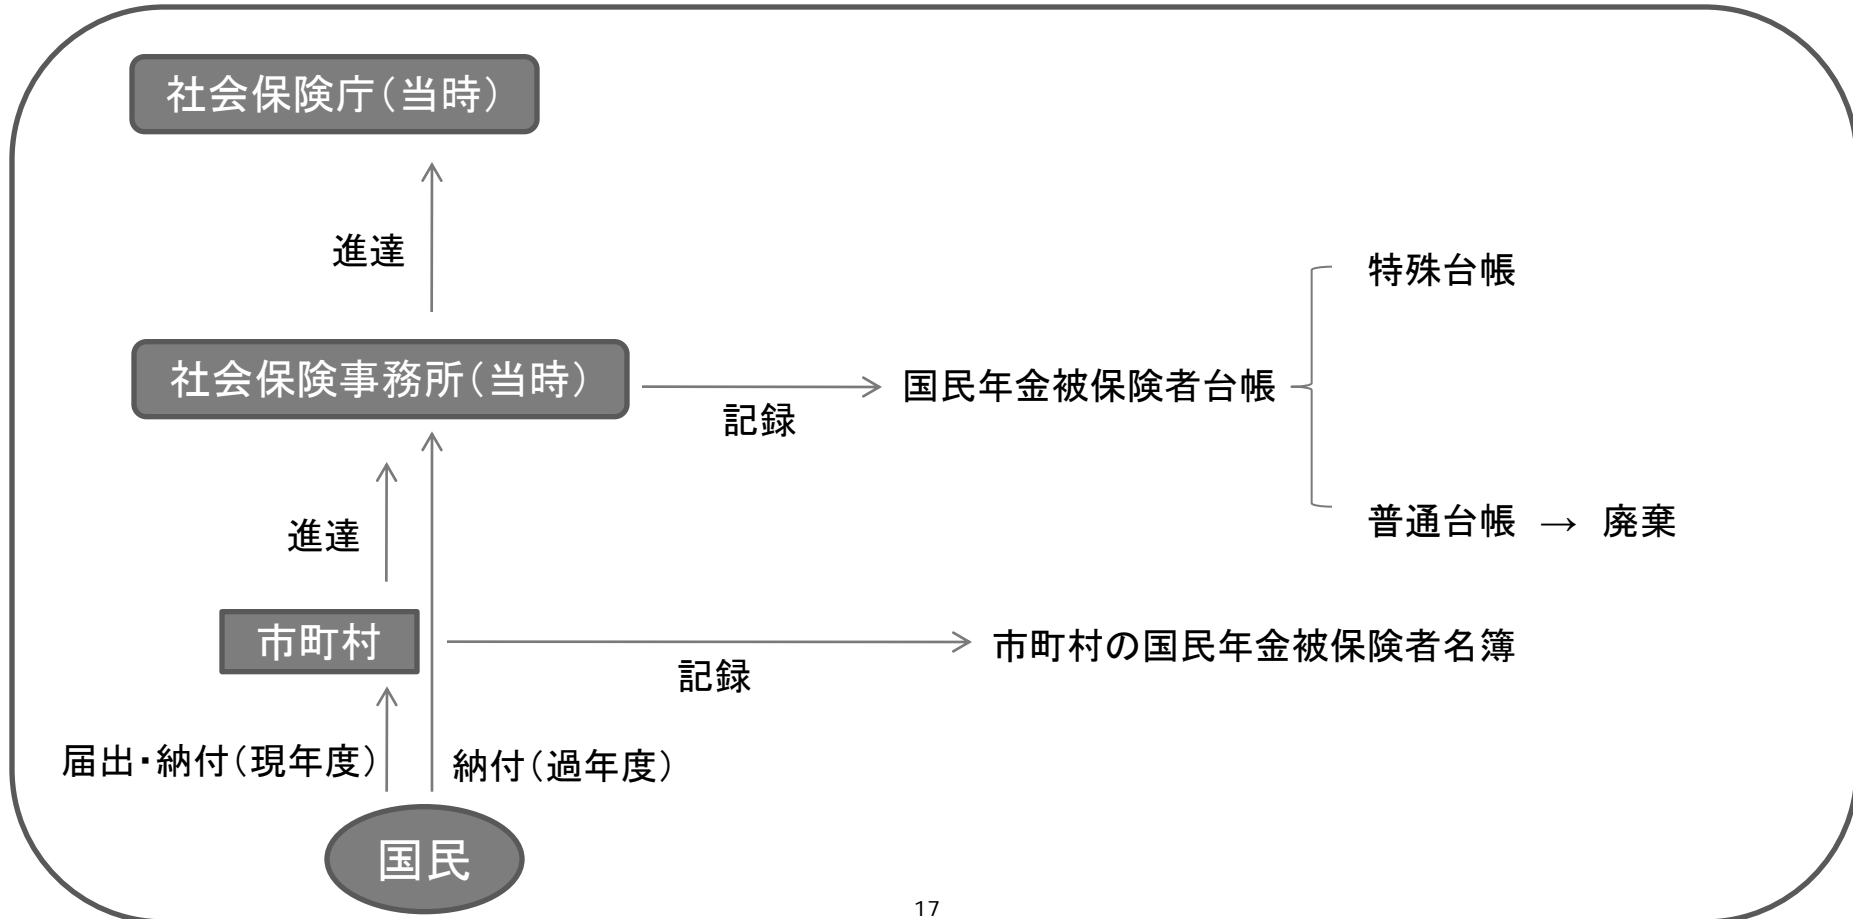 社会保険庁（当時）
進達
特殊台帳
社会保険事務所（当時）
国民年金被保険者台帳
記録
進達
普通台帳 → 廃棄
市町村
市町村の国民年金被保険者名簿
記録
届出・納付（現年度）
納付（過年度）
国民
17